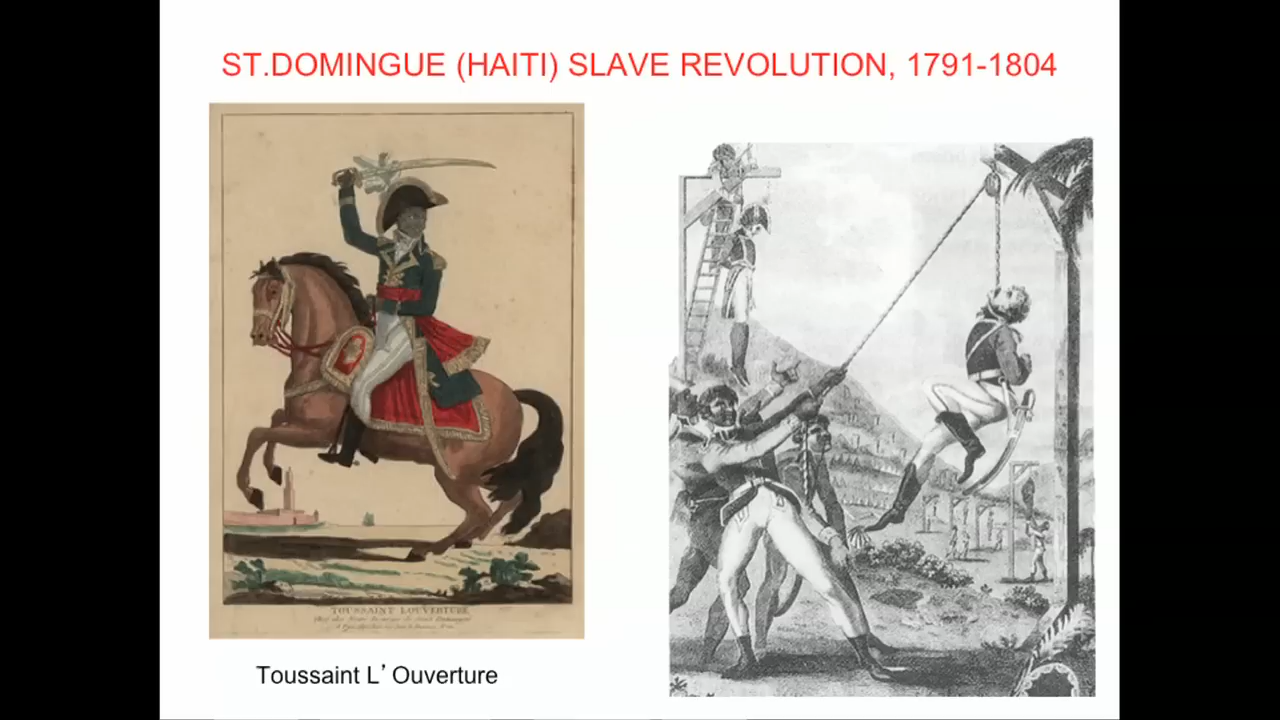 ST.DOMINGUE (HAITI) SLAVE REVOLUTION, 1791-1804
TOUSSAINT LOUVERTURE
Toussaint L’Ouverture